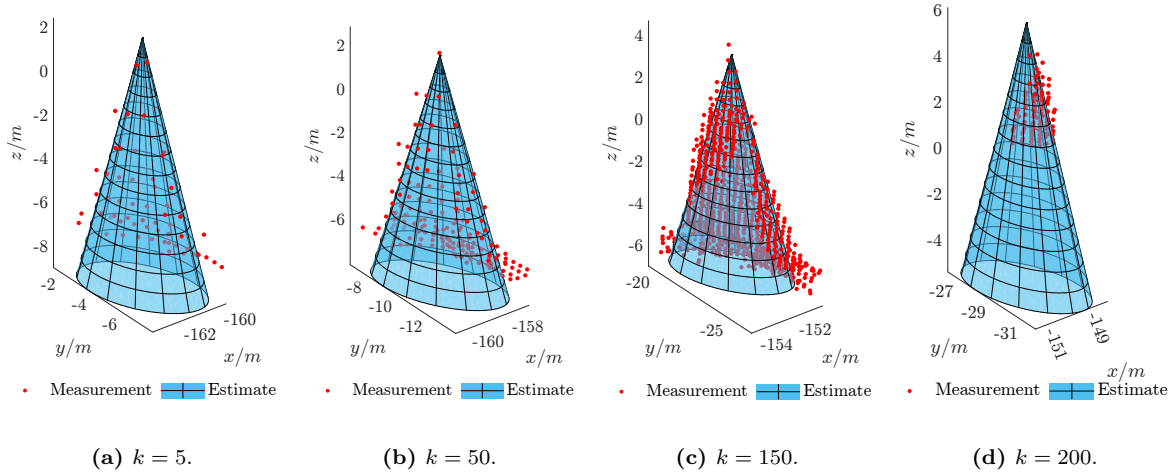 2
0
-2
-4
-6
-8
z/m
-2
-4
-6
y/m
-162
-160
x/m
Measurement Estimate
(a) k = 5.
2
0
-2
-4
-6
z/m
-8
-10
-12
y/m
-160
-158
x/m
Measurement Estimate
(b) k = 50.
4
2
0
-2
-4
-6
z/m
-20
-25
y/m
-154
-152
x/m
Measurement Estimate
(c) k = 150.
6
4
2
0
-2
-4
z/m
-27
-29
-31
y/m
-151
-149
x/m
Measurement Estimate
(d) k = 200.